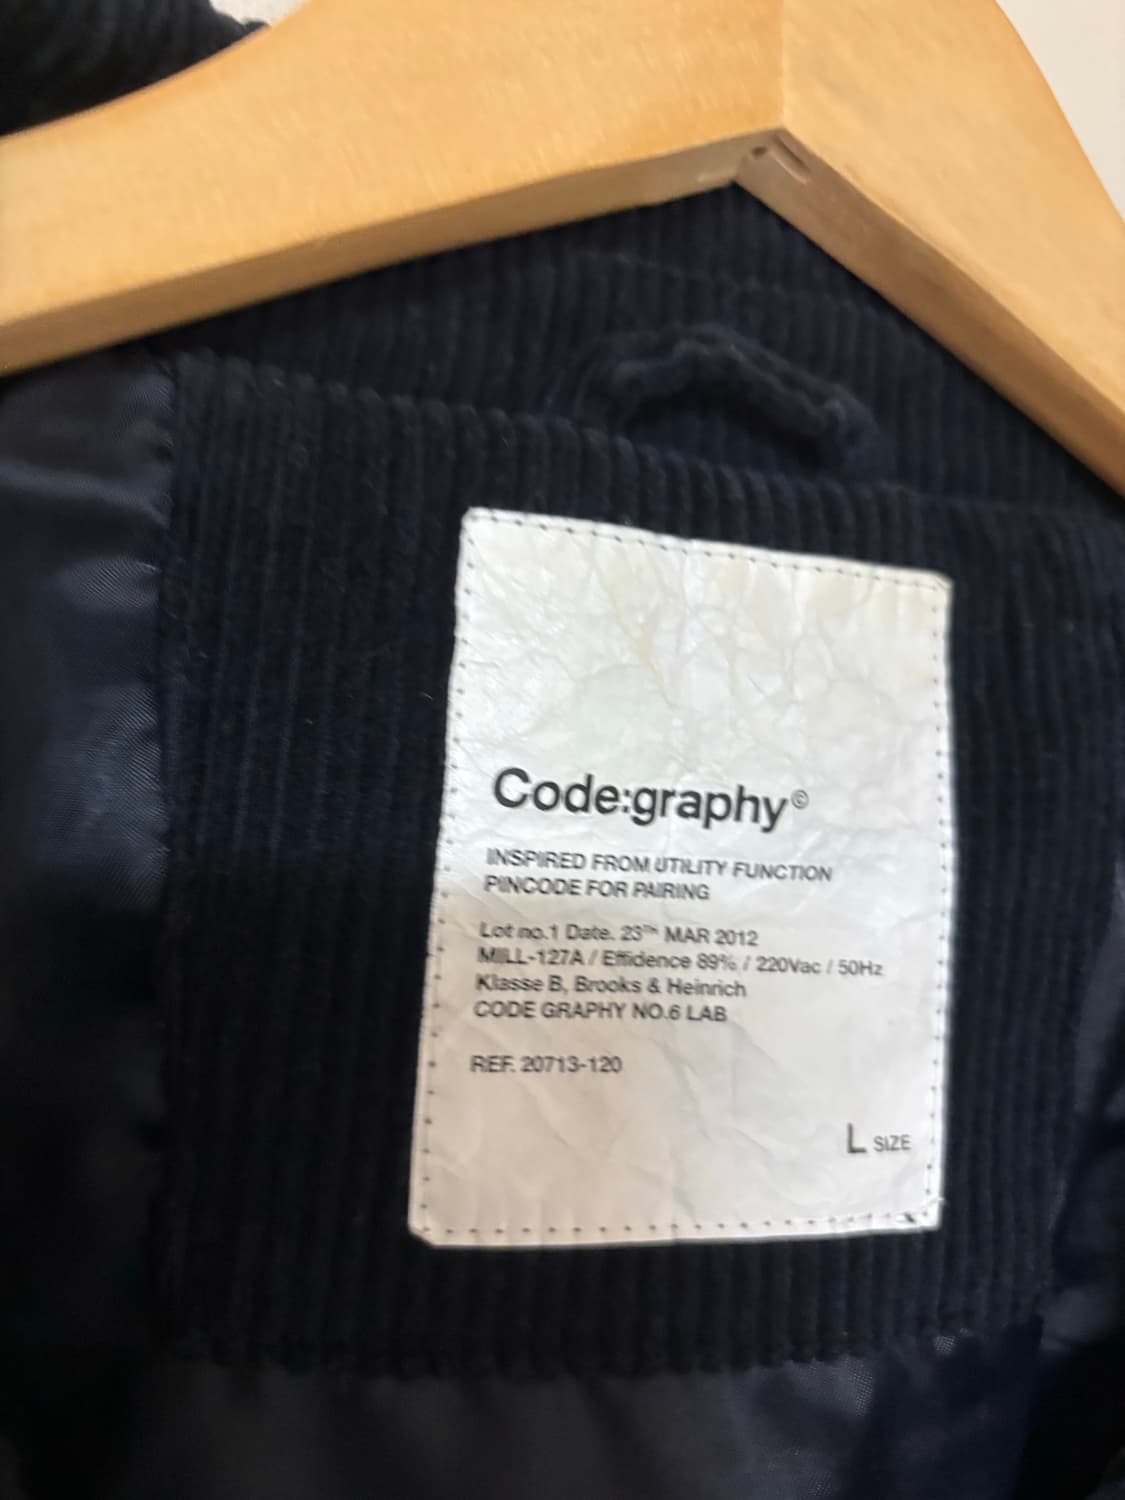 Code:graphy©
INSPIRED FROM UTILITY FUNCTION
PINCODE FOR PAIRING
Lot no.1 Date. 23TH MAR 2012
MILL-127A / Effidence 89% / 220Vac / 50Hz
Klasse B, Brooks & Heinrich
CODE GRAPHY NO.6 LAB
REF. 20713-120
L SIZE